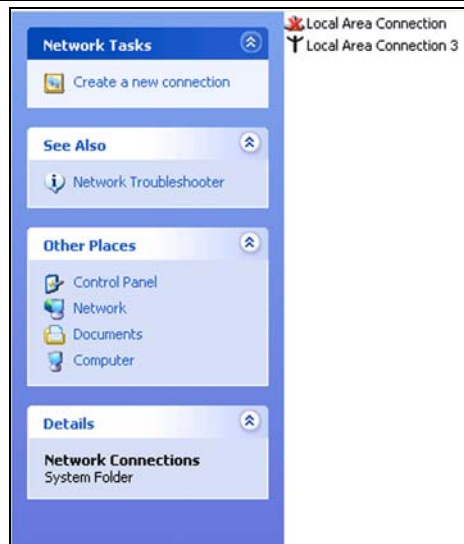 Network Tasks
Create a new connection
See Also
Network Troubleshooter
Other Places
Control Panel
Network
Documents
Computer
Details
Network Connections
System Folder
Local Area Connection
Local Area Connection 3